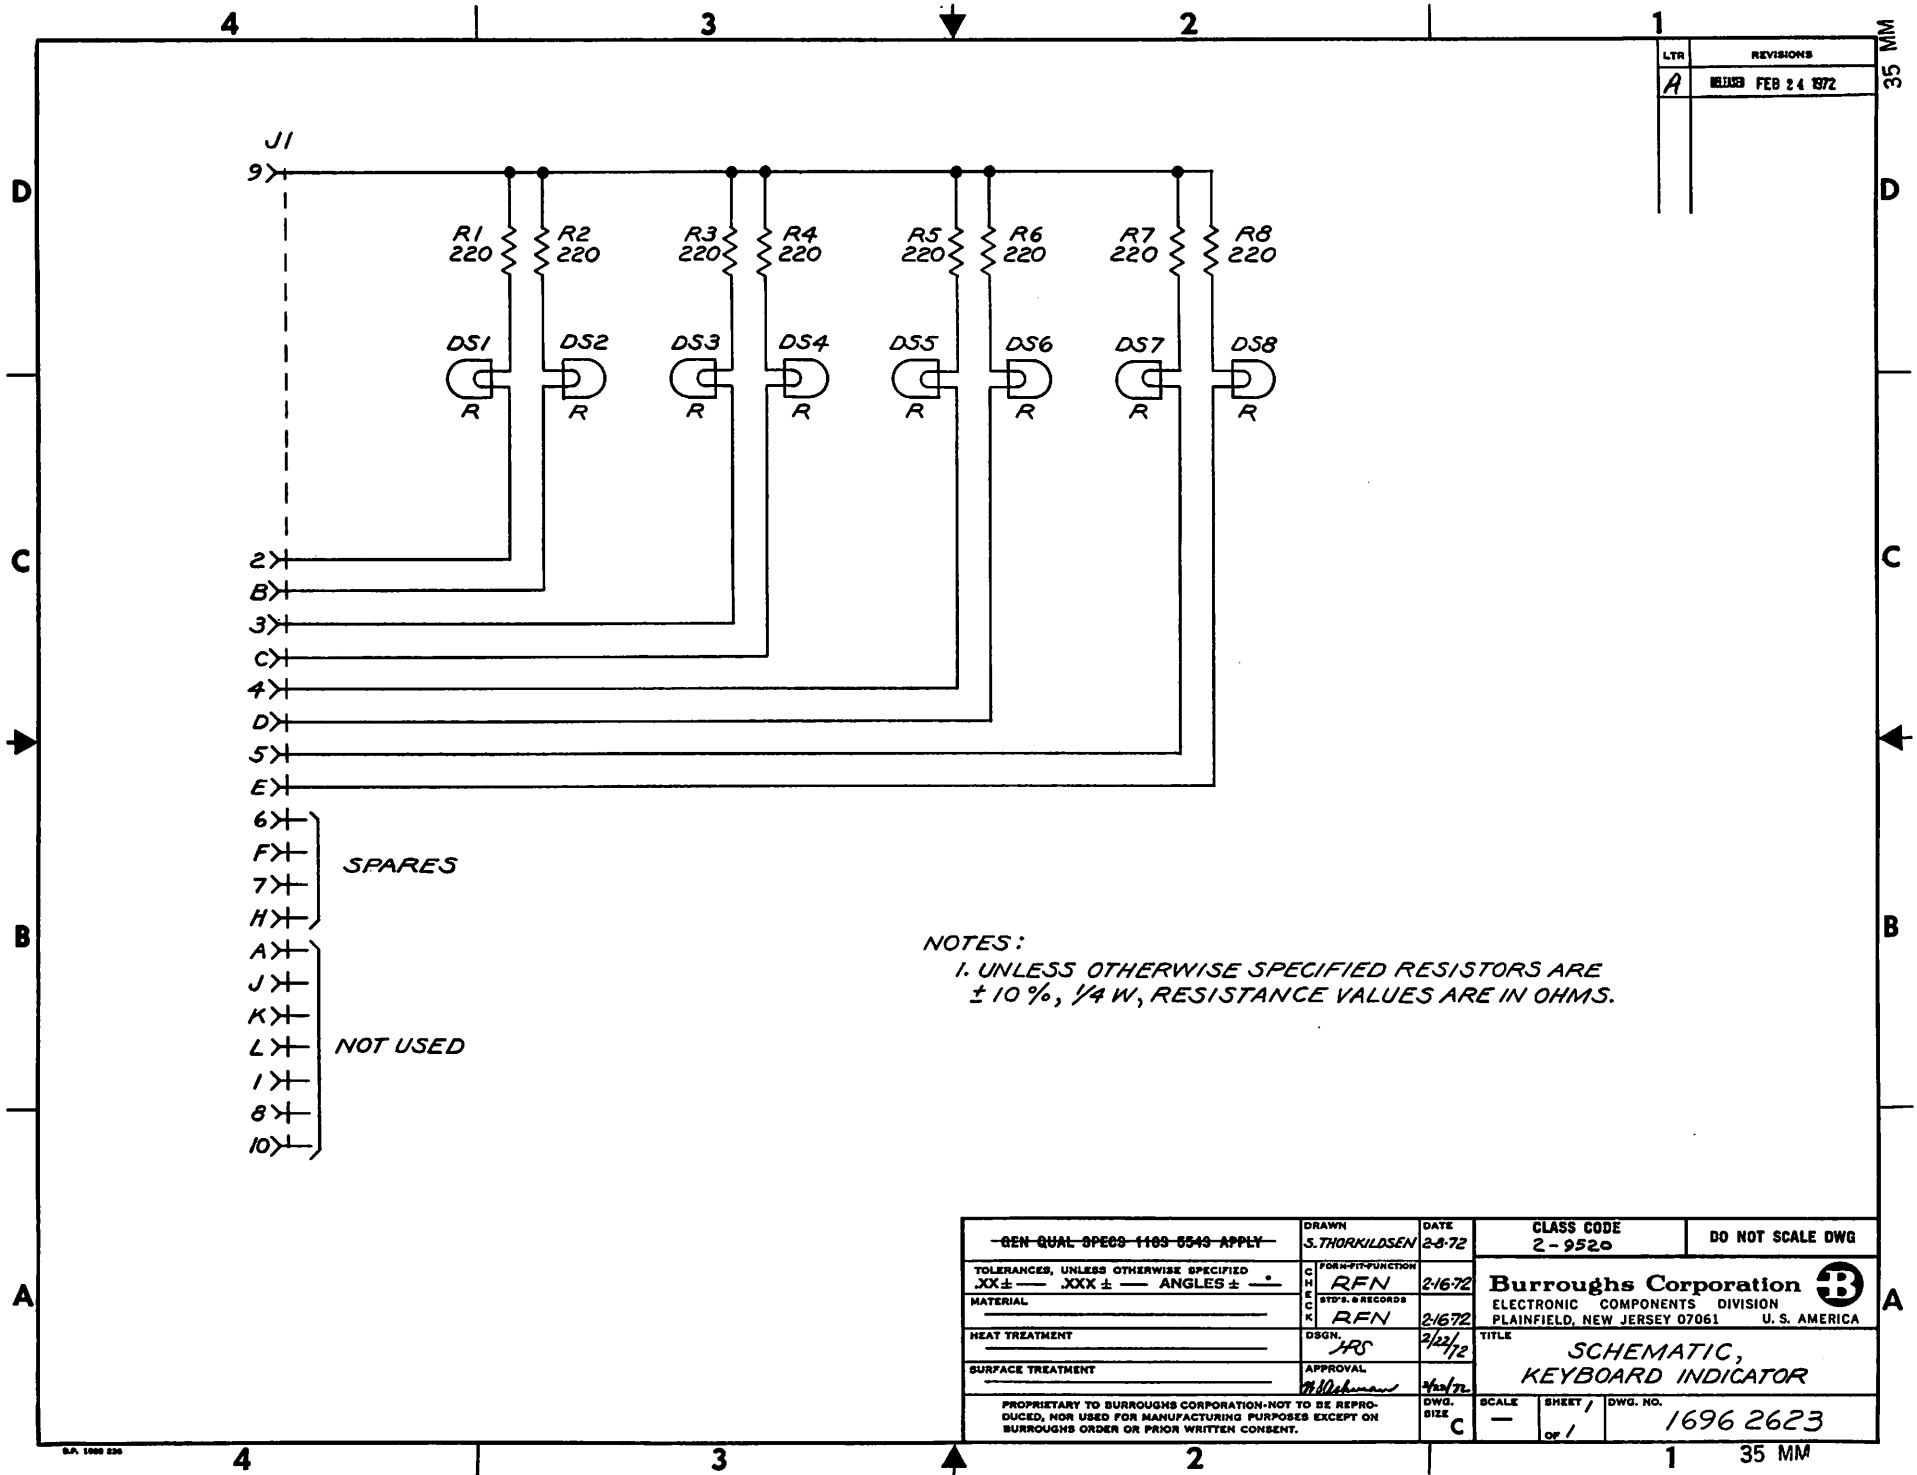 4 3 2 1
35 MM
LTR REVISIONS
A RELEASED FEB 24 1972
J1
9
D D
R1 R2 R3 R4 R5 R6 R7 R8
220 220 220 220 220 220 220 220
DS1 DS2 DS3 DS4 DS5 DS6 DS7 DS8
R R R R R R R R
2
C C
B
3
C
4
D
5
E
6
F
SPARES
7
H
B B
NOTES:
1. UNLESS OTHERWISE SPECIFIED RESISTORS ARE
± 10 %, 1/4 W, RESISTANCE VALUES ARE IN OHMS.
A
J
K
L NOT USED
1
8
10
A A
GEN QUAL SPECS 1103 5543 APPLY
TOLERANCES, UNLESS OTHERWISE SPECIFIED
.XX± — .XXX ± — ANGLES ± —
MATERIAL
HEAT TREATMENT
SURFACE TREATMENT
PROPRIETARY TO BURROUGHS CORPORATION-NOT TO BE REPRO-
DUCED, NOR USED FOR MANUFACTURING PURPOSES EXCEPT ON
BURROUGHS ORDER OR PRIOR WRITTEN CONSENT.
DRAWN DATE
S. THORKILDSEN 2-8-72
CHECK
FORM-FIT-FUNCTION
RFN 2-16-72
STD'S. & RECORDS
RFN 2-16-72
DSGN. 2/22/72
APPROVAL 2/22/72
DWG. SIZE C
CLASS CODE
2-9520
DO NOT SCALE DWG
Burroughs Corporation B
ELECTRONIC COMPONENTS DIVISION
PLAINFIELD, NEW JERSEY 07061 U. S. AMERICA
TITLE
SCHEMATIC,
KEYBOARD INDICATOR
SCALE — SHEET 1 OF 1 DWG. NO. 1696 2623
4 3 2 1 35 MM